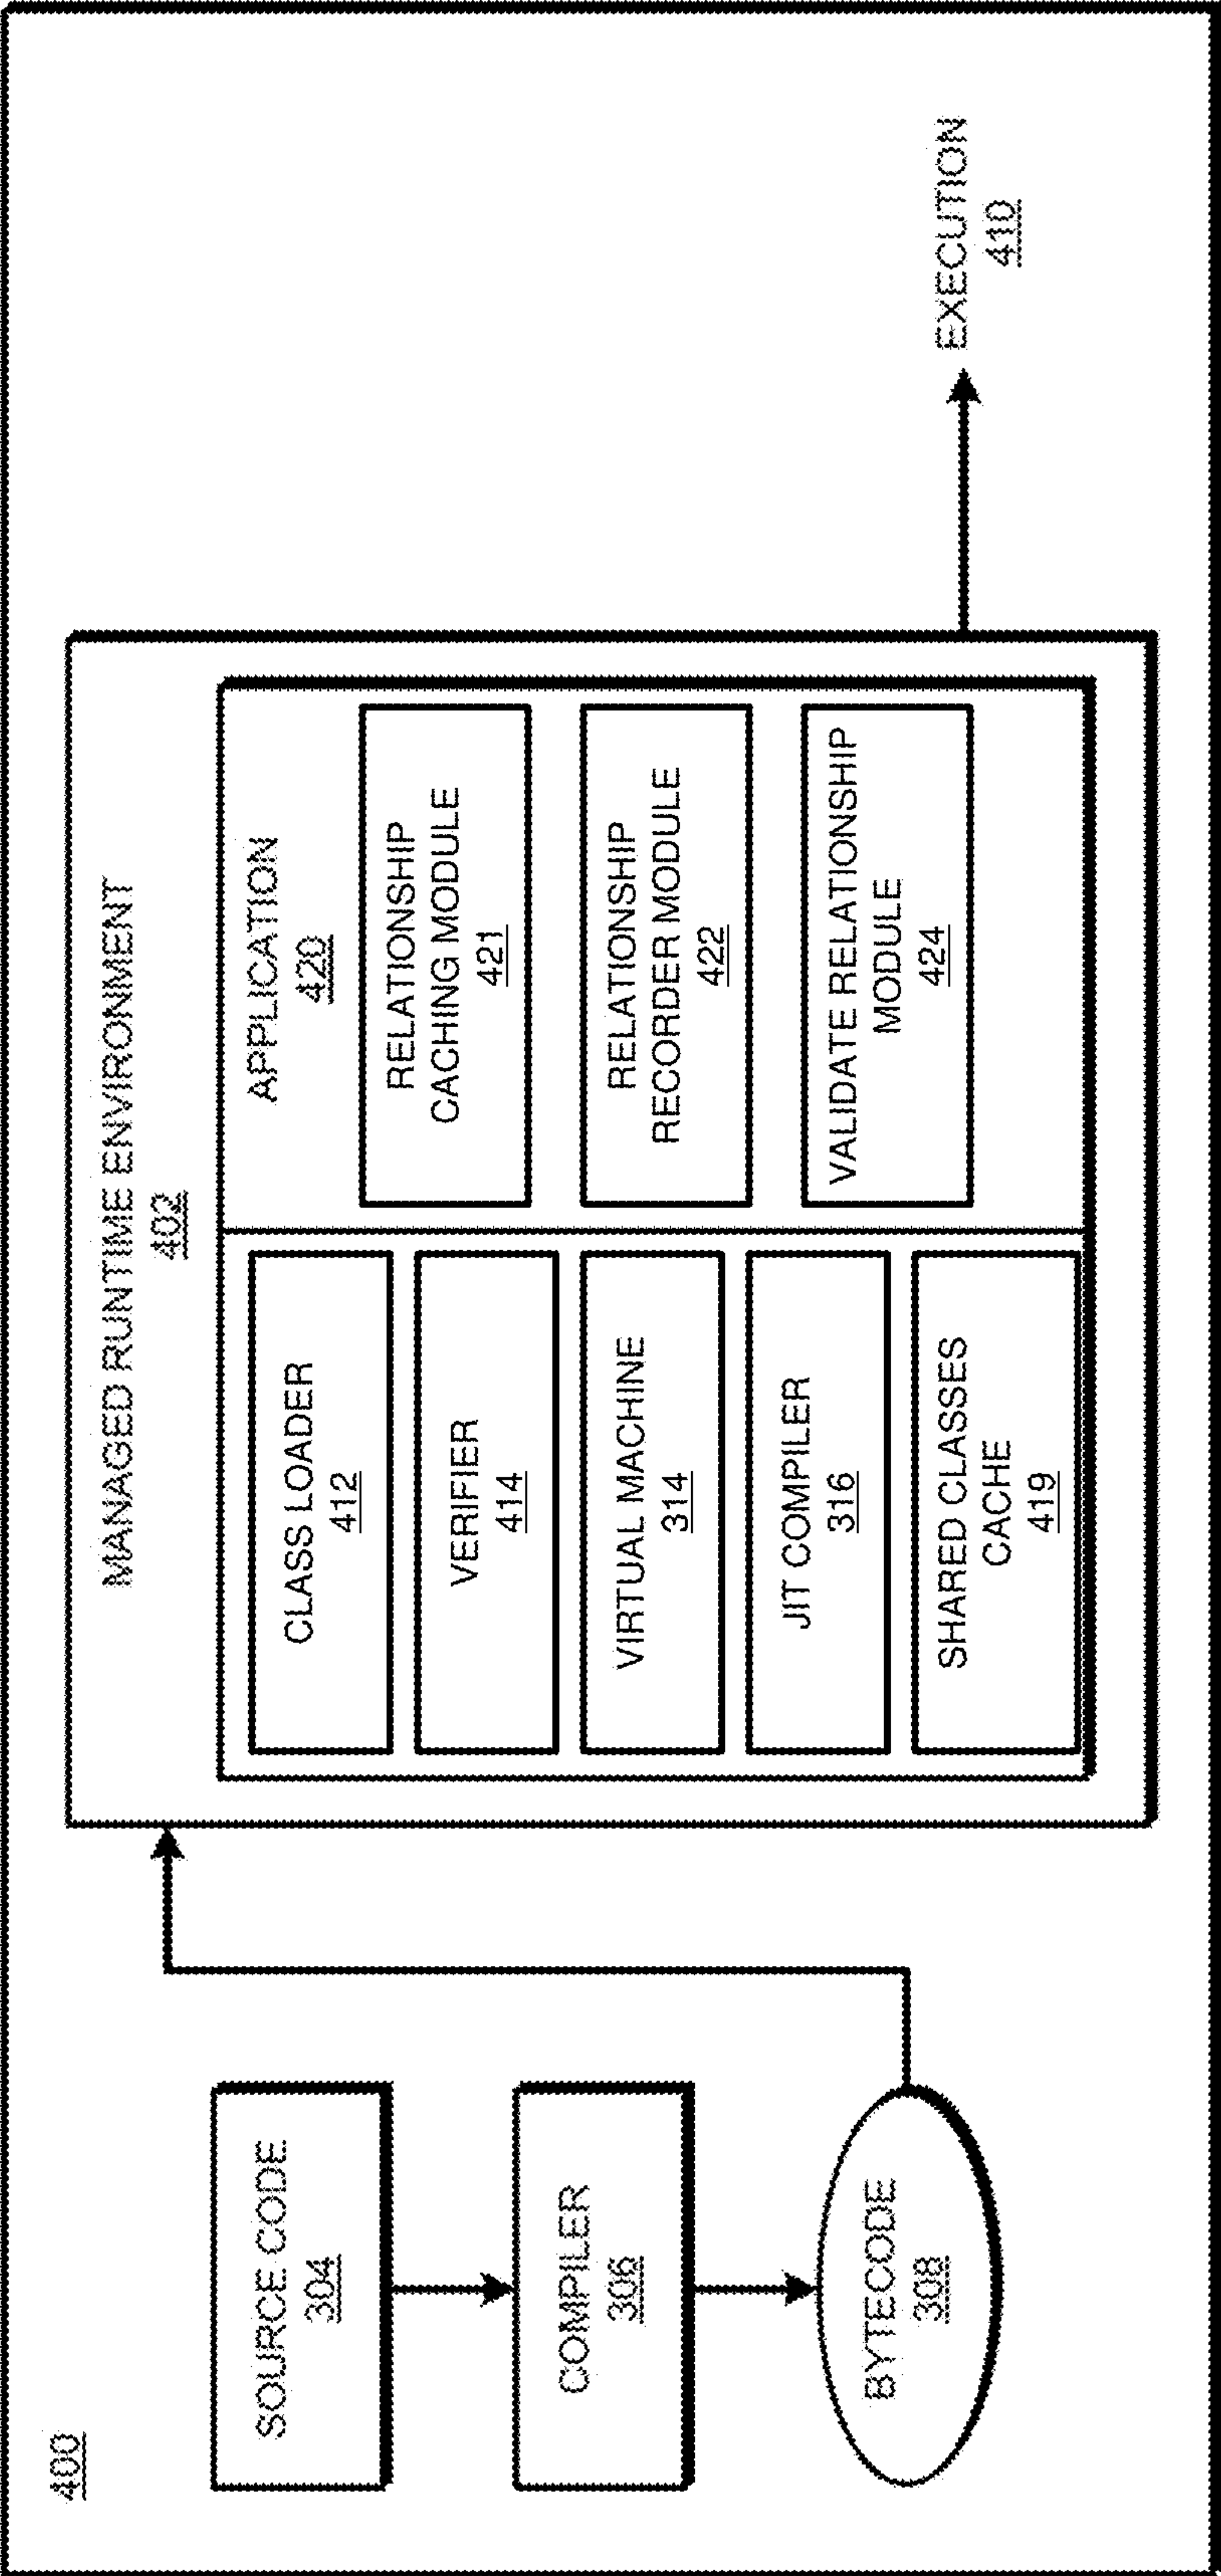 400
SOURCE CODE
304
COMPILER
306
BYTECODE
308
MANAGED RUNTIME ENVIRONMENT
402
CLASS LOADER
412
VERIFIER
414
VIRTUAL MACHINE
314
JIT COMPILER
316
SHARED CLASSES
CACHE
419
APPLICATION
420
RELATIONSHIP
CACHING MODULE
421
RELATIONSHIP
RECORDER MODULE
422
VALIDATE RELATIONSHIP
MODULE
424
EXECUTION
410